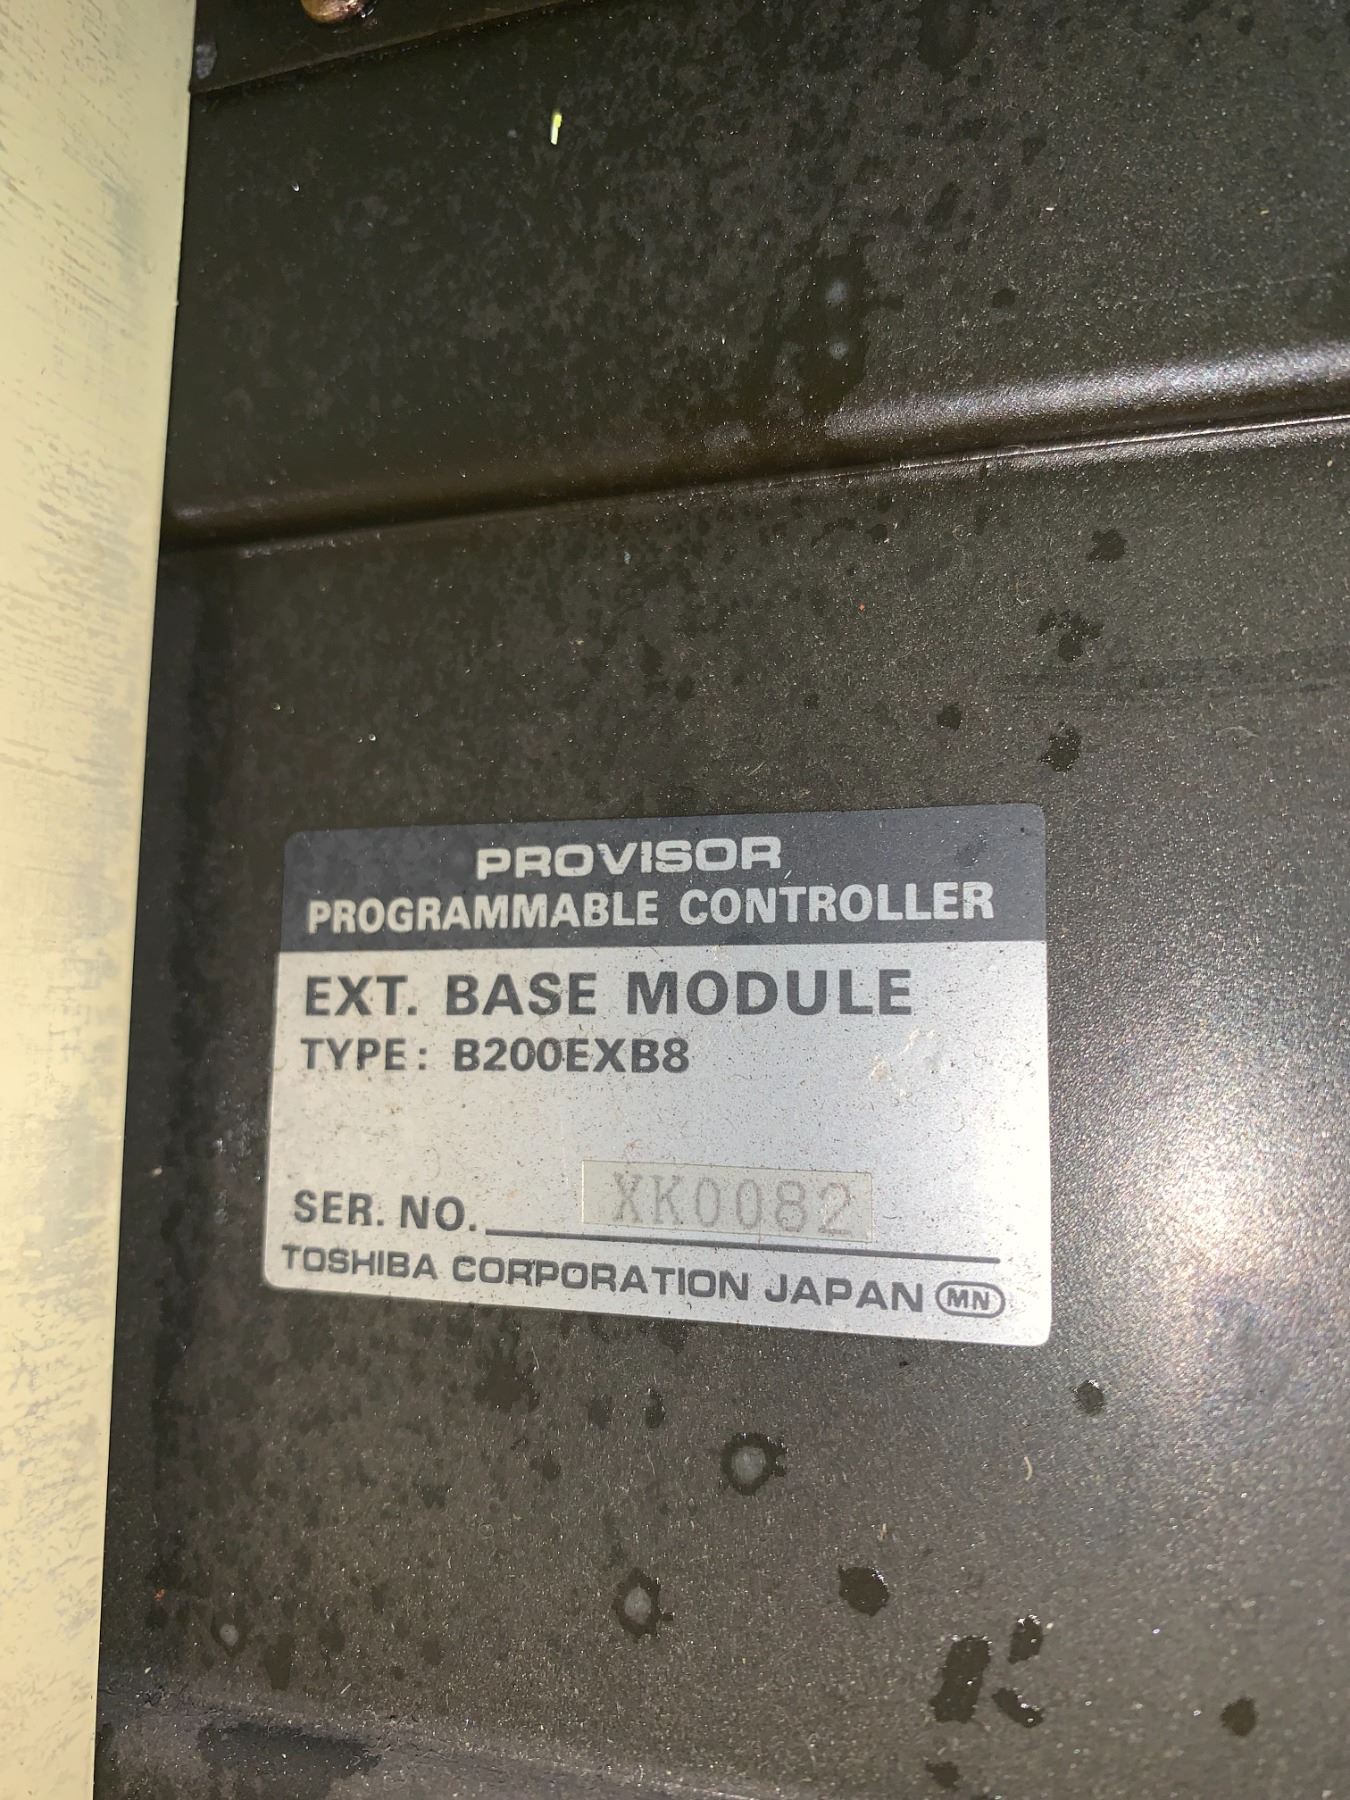 PROVISOR
PROGRAMMABLE CONTROLLER
EXT. BASE MODULE
TYPE: B200EXB8
SER. NO. XK0082
TOSHIBA CORPORATION JAPAN MN